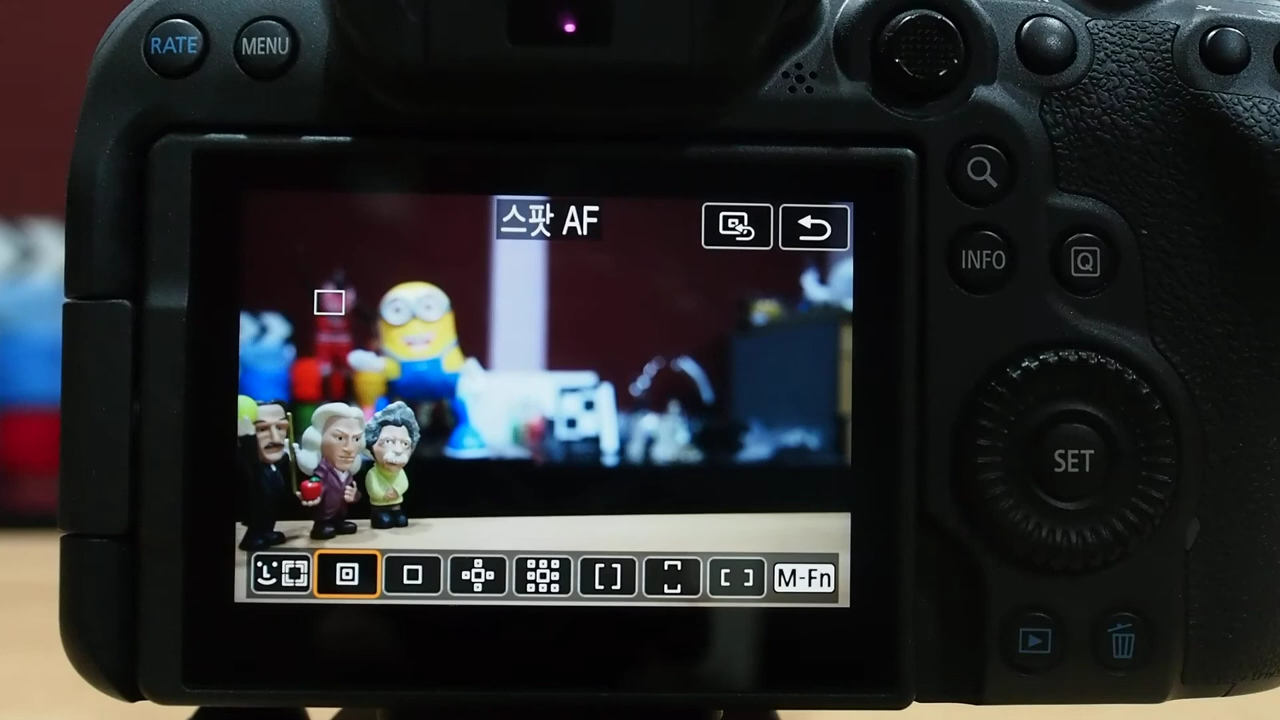 RATE
MENU
스팟 AF
INFO
Q
SET
M-Fn